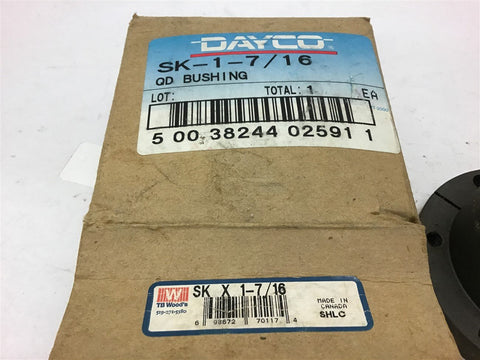 DAYCO
SK-1-7/16
QD BUSHING
LOT: TOTAL: 1 EA
5 00 38244 02591 1
SK X 1-7/16
TB Wood's
6 98672 70117 4
MADE IN
CANADA
SHLC